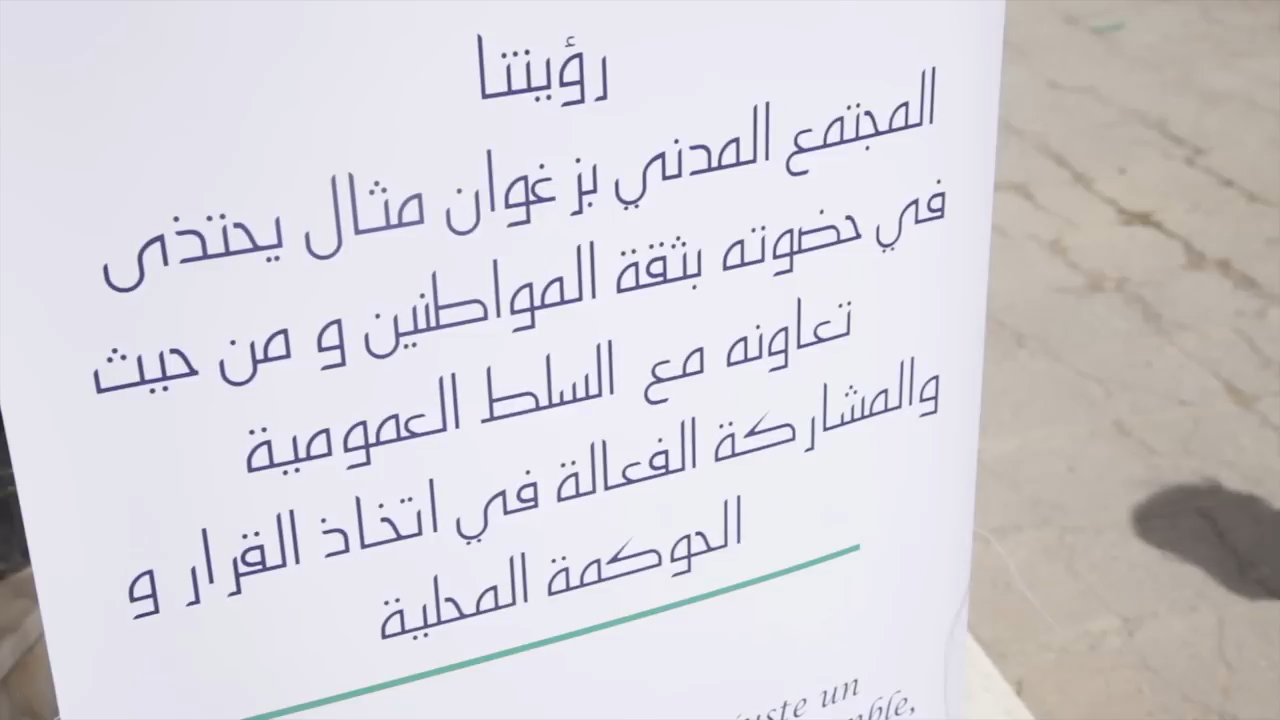 رؤيتنا
المجتمع المدني بزغوان مثال يحتذى
في حضوته بثقة المواطنين و من حيث
تعاونه مع السلط العمومية
والمشاركة الفعالة في اتخاذ القرار و
الحوكمة المحلية
un